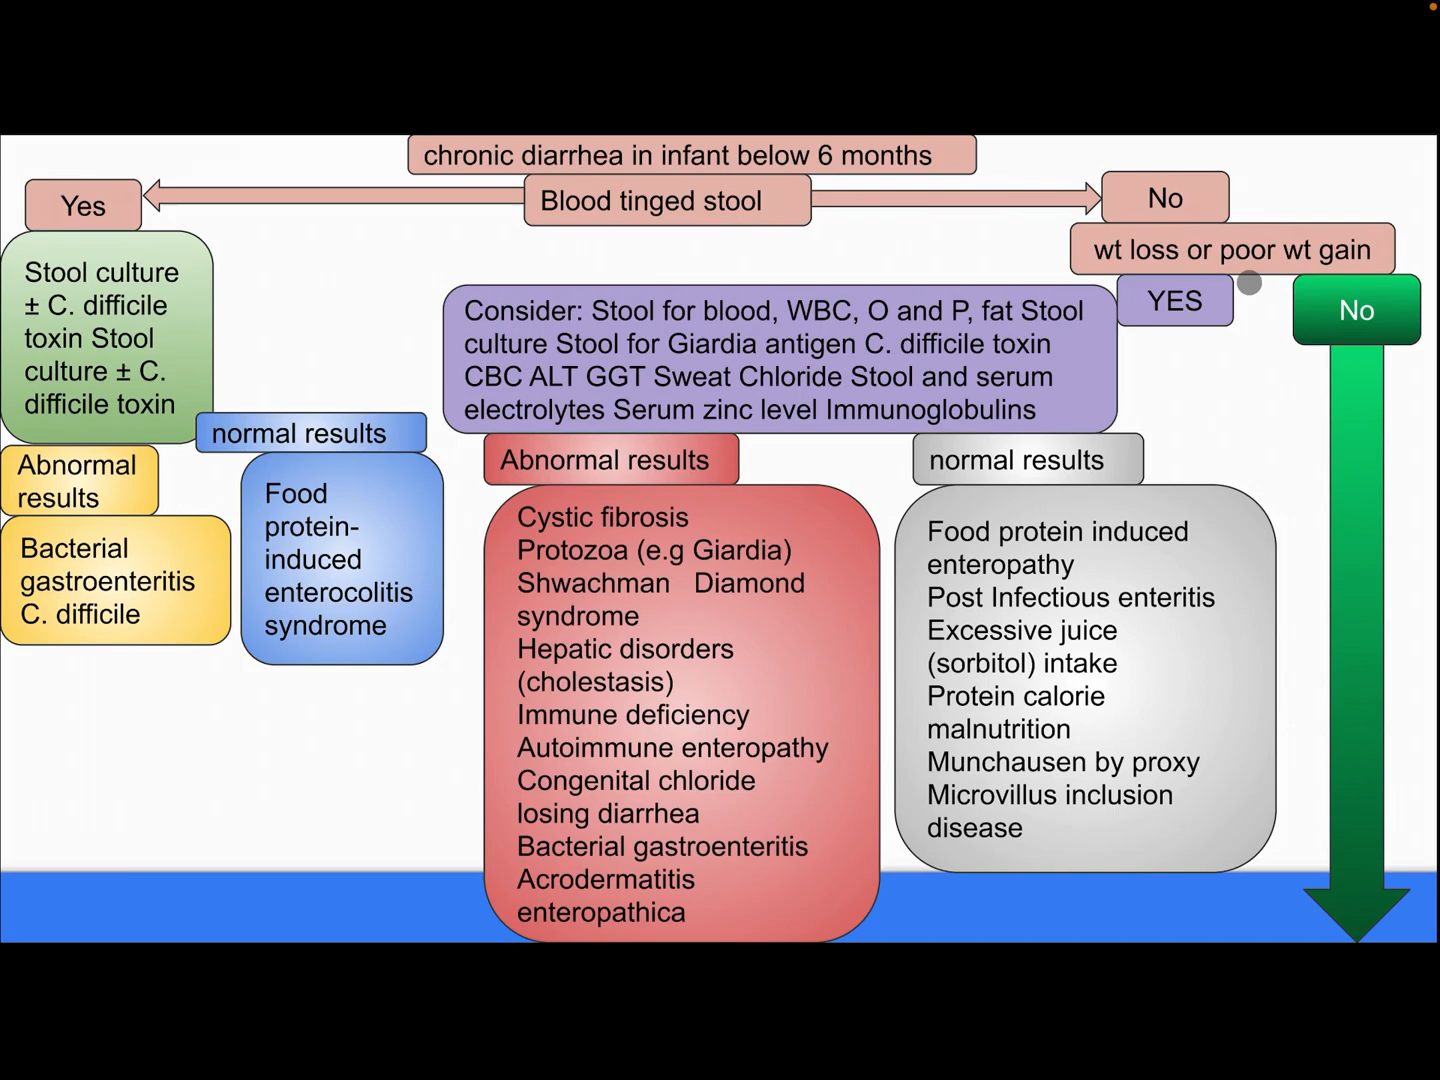 chronic diarrhea in infant below 6 months
Blood tinged stool
Yes
No
Stool culture
± C. difficile
toxin Stool
culture ± C.
difficile toxin
Abnormal
results
Bacterial
gastroenteritis
C. difficile
normal results
Food
protein-
induced
enterocolitis
syndrome
wt loss or poor wt gain
YES
No
Consider: Stool for blood, WBC, O and P, fat Stool
culture Stool for Giardia antigen C. difficile toxin
CBC ALT GGT Sweat Chloride Stool and serum
electrolytes Serum zinc level Immunoglobulins
Abnormal results
Cystic fibrosis
Protozoa (e.g Giardia)
Shwachman Diamond
syndrome
Hepatic disorders
(cholestasis)
Immune deficiency
Autoimmune enteropathy
Congenital chloride
losing diarrhea
Bacterial gastroenteritis
Acrodermatitis
enteropathica
normal results
Food protein induced
enteropathy
Post Infectious enteritis
Excessive juice
(sorbitol) intake
Protein calorie
malnutrition
Munchausen by proxy
Microvillus inclusion
disease